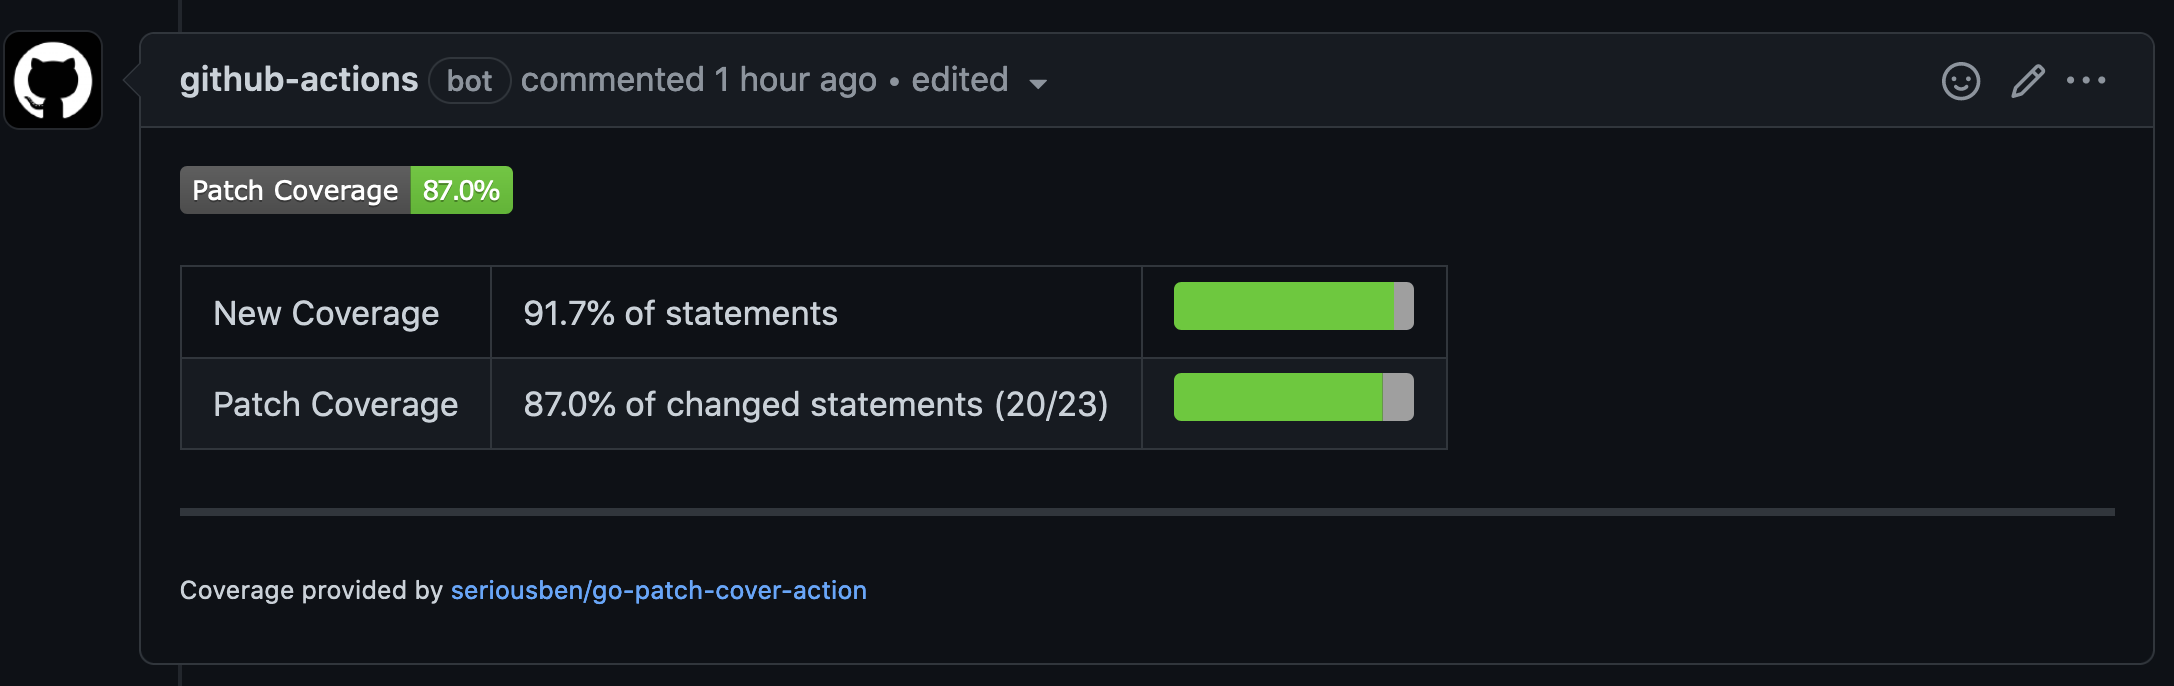 github-actions bot commented 1 hour ago • edited
Patch Coverage 87.0%
New Coverage 91.7% of statements
Patch Coverage 87.0% of changed statements (20/23)
Coverage provided by seriousben/go-patch-cover-action